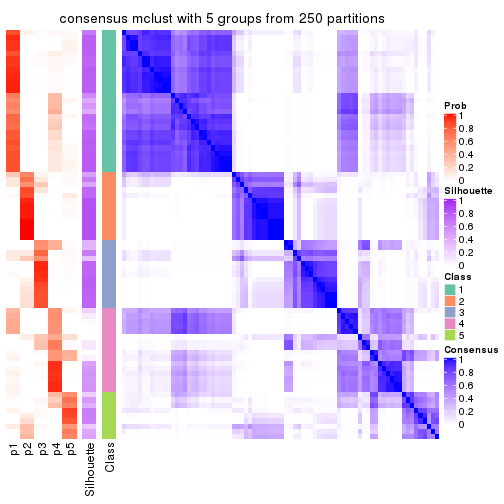 consensus mclust with 5 groups from 250 partitions
Prob
1
0.8
0.6
0.4
0.2
0
Silhouette
1
0.8
0.6
0.4
0.2
0
Class
1
2
3
4
5
Consensus
1
0.8
0.6
0.4
0.2
0
p1
p2
p3
p4
p5
Silhouette
Class